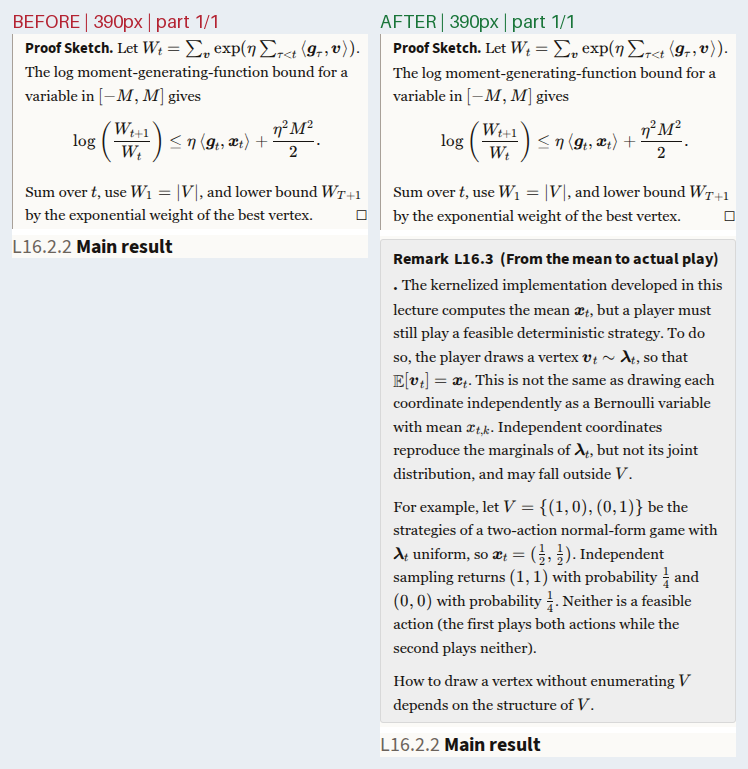 BEFORE | 390px | part 1/1
Proof Sketch. Let W_t = ∑_v exp(η ∑_{τ<t} ⟨g_τ, v⟩).
The log moment-generating-function bound for a
variable in [−M, M] gives
log (W_{t+1}/W_t) ≤ η ⟨g_t, x_t⟩ + η²M²/2.
Sum over t, use W_1 = |V|, and lower bound W_{T+1}
by the exponential weight of the best vertex. □
L16.2.2 Main result
AFTER | 390px | part 1/1
Proof Sketch. Let W_t = ∑_v exp(η ∑_{τ<t} ⟨g_τ, v⟩).
The log moment-generating-function bound for a
variable in [−M, M] gives
log (W_{t+1}/W_t) ≤ η ⟨g_t, x_t⟩ + η²M²/2.
Sum over t, use W_1 = |V|, and lower bound W_{T+1}
by the exponential weight of the best vertex. □
Remark L16.3 (From the mean to actual play)
. The kernelized implementation developed in this
lecture computes the mean x_t, but a player must
still play a feasible deterministic strategy. To do
so, the player draws a vertex v_t ∼ λ_t, so that
𝔼[v_t] = x_t. This is not the same as drawing each
coordinate independently as a Bernoulli variable
with mean x_{t,k}. Independent coordinates
reproduce the marginals of λ_t, but not its joint
distribution, and may fall outside V.
For example, let V = {(1, 0), (0, 1)} be the
strategies of a two-action normal-form game with
λ_t uniform, so x_t = (1/2, 1/2). Independent
sampling returns (1, 1) with probability 1/4 and
(0, 0) with probability 1/4. Neither is a feasible
action (the first plays both actions while the
second plays neither).
How to draw a vertex without enumerating V
depends on the structure of V.
L16.2.2 Main result